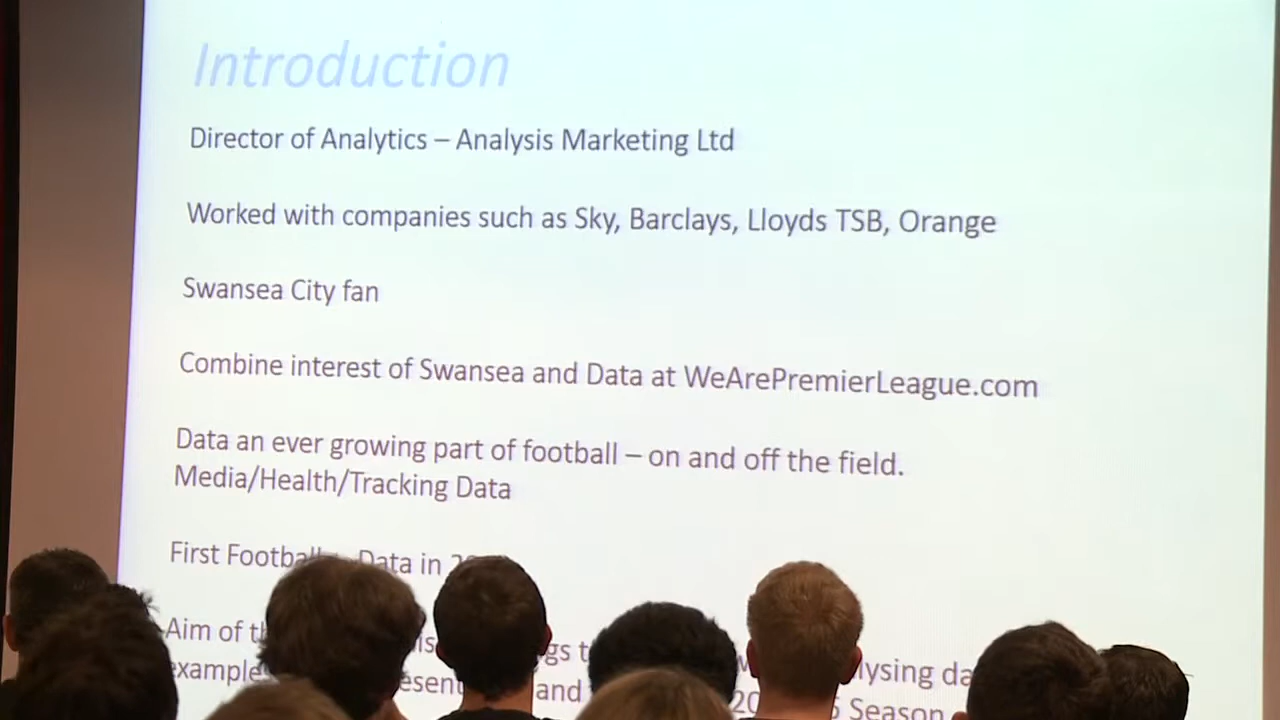 Introduction
Director of Analytics – Analysis Marketing Ltd
Worked with companies such as Sky, Barclays, Lloyds TSB, Orange
Swansea City fan
Combine interest of Swansea and Data at WeArePremierLeague.com
Data an ever growing part of football – on and off the field.
Media/Health/Tracking Data
First Data in
Aim of
and Season